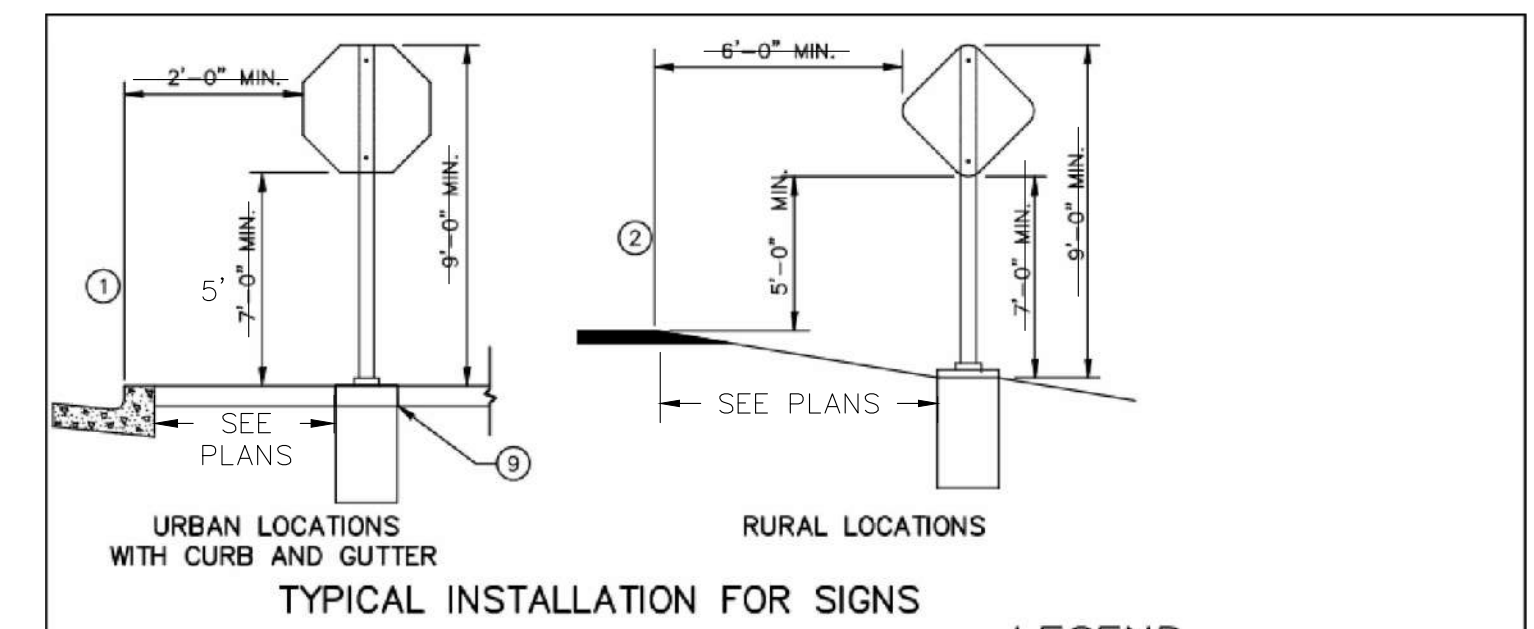 2'-0" MIN.
6'-0" MIN.
9'-0" MIN.
7'-0" MIN.
5'
1
SEE
PLANS
9
URBAN LOCATIONS
WITH CURB AND GUTTER
2
5'-0" MIN.
7'-0" MIN.
9'-0" MIN.
SEE PLANS
RURAL LOCATIONS
TYPICAL INSTALLATION FOR SIGNS
LEGEND